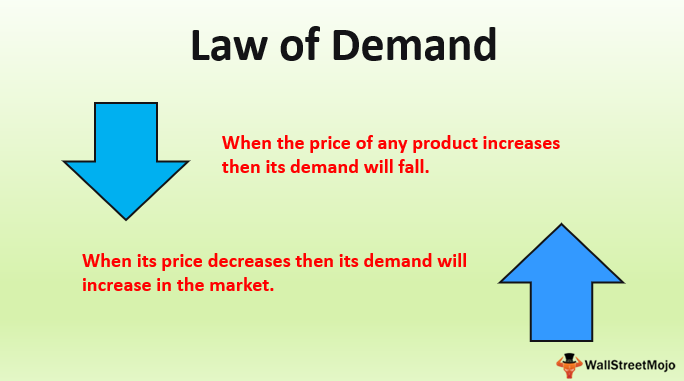 Law of Demand
When the price of any product increases
then its demand will fall.
When its price decreases then its demand will
increase in the market.
WallStreetMojo